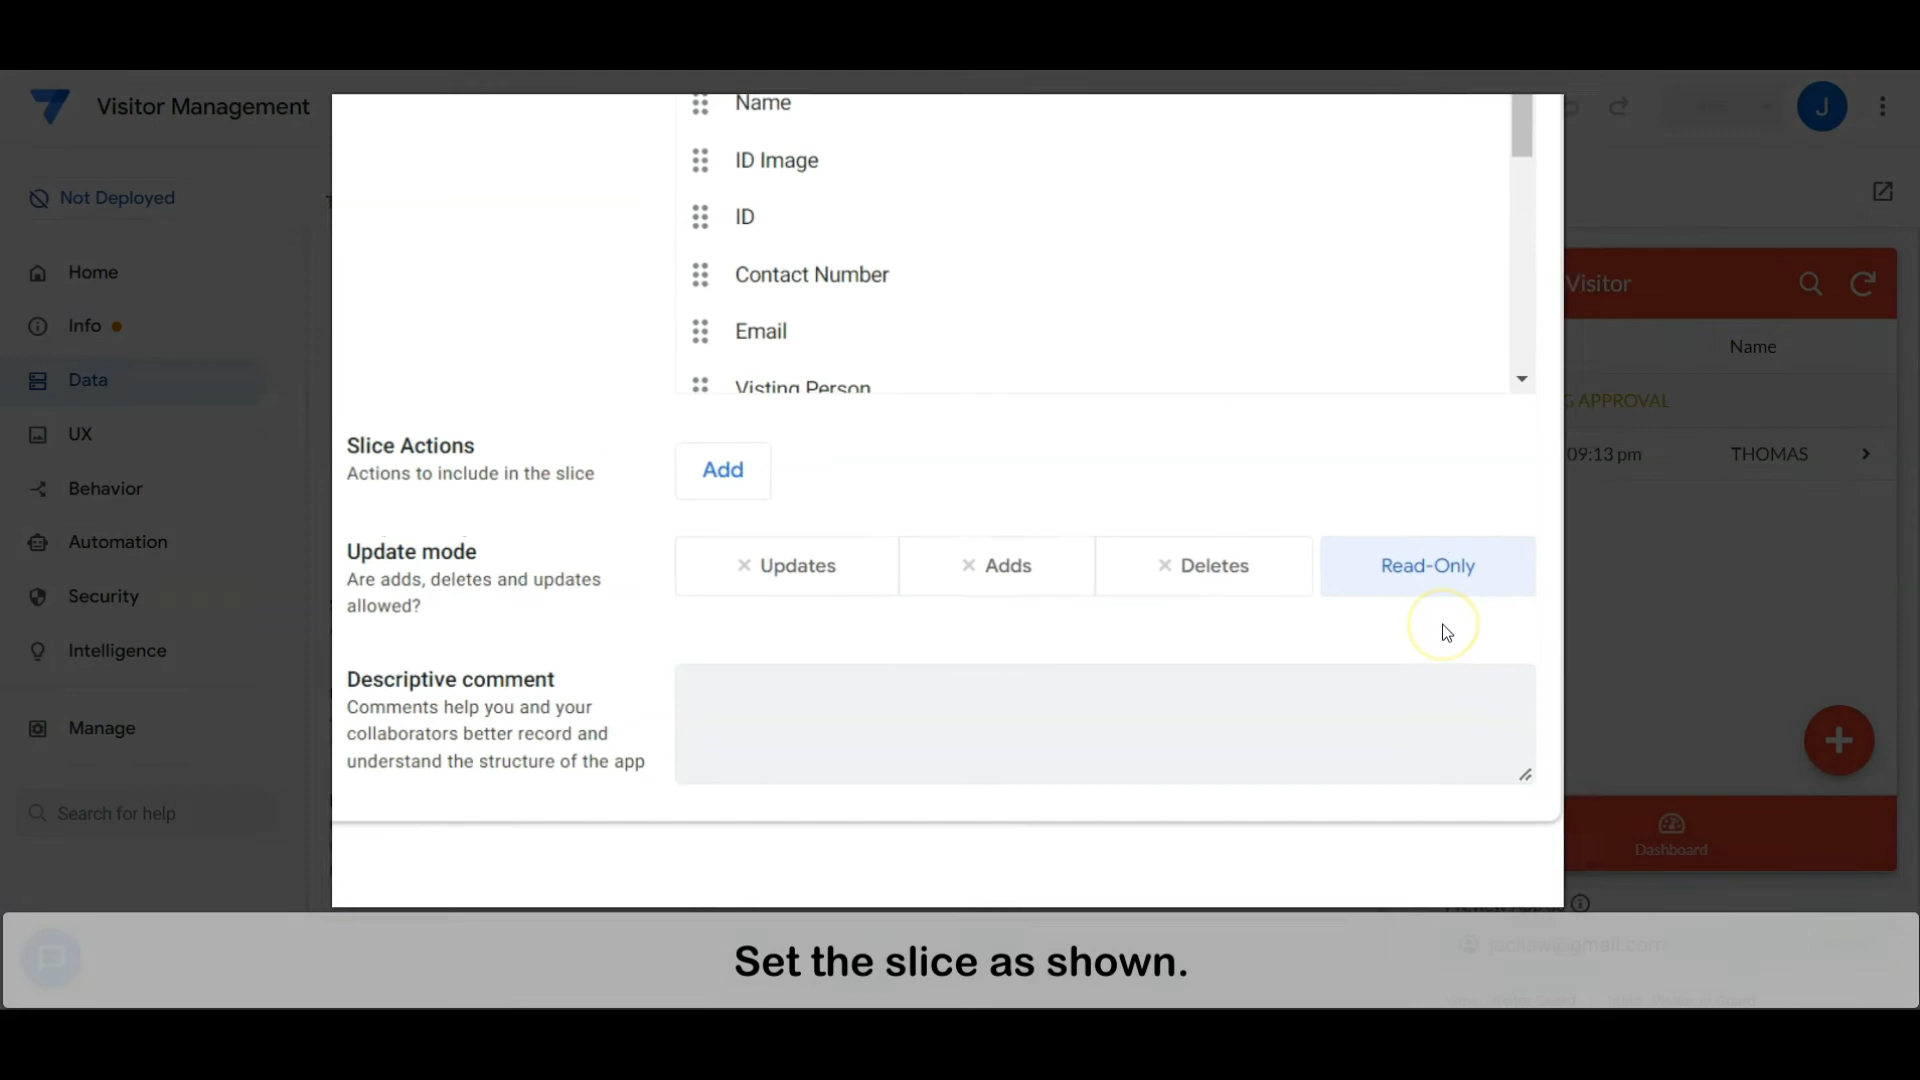 Visitor Management
J
Not Deployed
Home
Info
Data
UX
Behavior
Automation
Security
Intelligence
Manage
Search for help
Name
ID Image
ID
Contact Number
Email
Visting Person
Slice Actions
Actions to include in the slice
Add
Update mode
Are adds, deletes and updates
allowed?
Updates
Adds
Deletes
Read-Only
Descriptive comment
Comments help you and your
collaborators better record and
understand the structure of the app
Visitor
Name
APPROVAL
09:13 pm
THOMAS
Dashboard
Set the slice as shown.